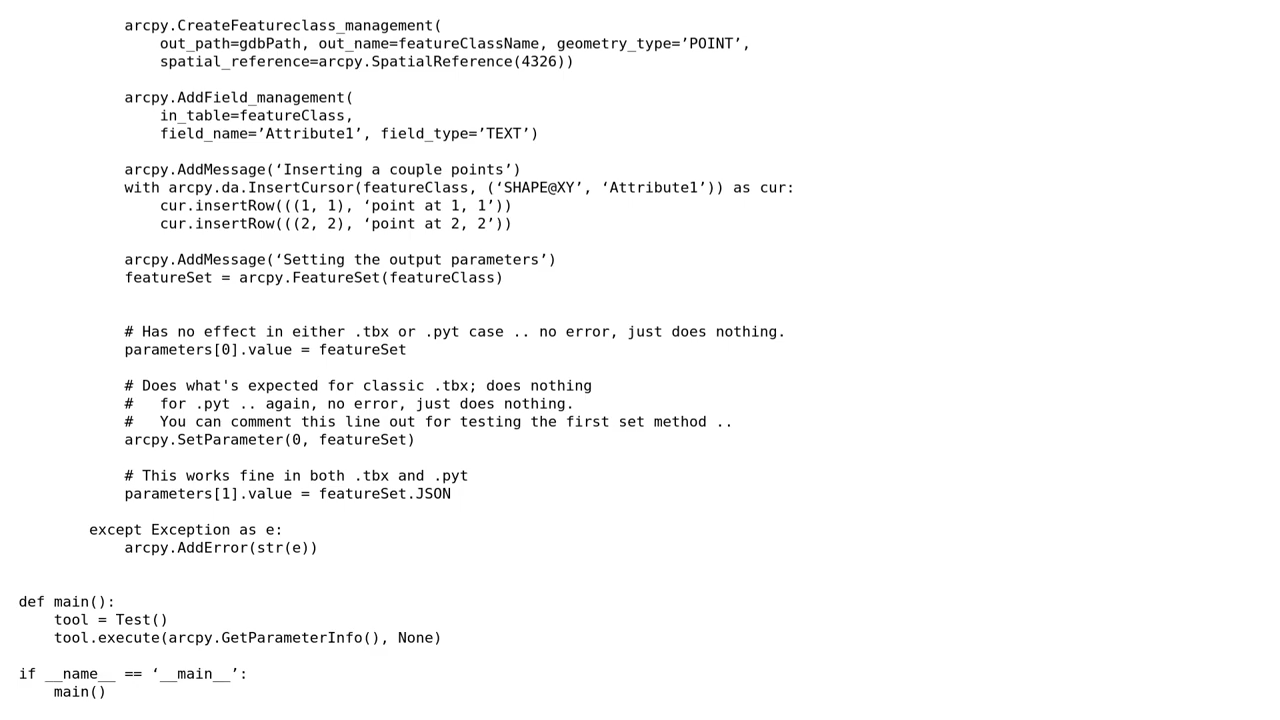 arcpy.CreateFeatureclass_management(
out_path=gdbPath, out_name=featureClassName, geometry_type=’POINT’,
spatial_reference=arcpy.SpatialReference(4326))
arcpy.AddField_management(
in_table=featureClass,
field_name=’Attribute1’, field_type=’TEXT’)
arcpy.AddMessage(‘Inserting a couple points’)
with arcpy.da.InsertCursor(featureClass, (‘SHAPE@XY’, ‘Attribute1’)) as cur:
cur.insertRow(((1, 1), ‘point at 1, 1’))
cur.insertRow(((2, 2), ‘point at 2, 2’))
arcpy.AddMessage(‘Setting the output parameters’)
featureSet = arcpy.FeatureSet(featureClass)
# Has no effect in either .tbx or .pyt case .. no error, just does nothing.
parameters[0].value = featureSet
# Does what's expected for classic .tbx; does nothing
#   for .pyt .. again, no error, just does nothing.
#   You can comment this line out for testing the first set method ..
arcpy.SetParameter(0, featureSet)
# This works fine in both .tbx and .pyt
parameters[1].value = featureSet.JSON
except Exception as e:
arcpy.AddError(str(e))
def main():
tool = Test()
tool.execute(arcpy.GetParameterInfo(), None)
if __name__ == ‘__main__’:
main()